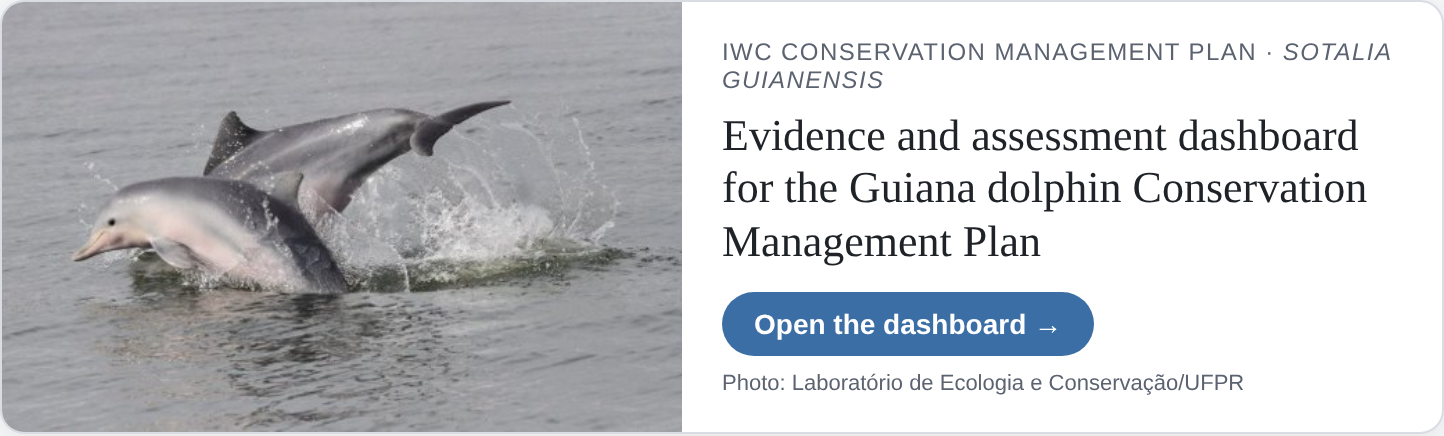 IWC CONSERVATION MANAGEMENT PLAN · SOTALIA
GUIANENSIS
Evidence and assessment dashboard
for the Guiana dolphin Conservation
Management Plan
Open the dashboard →
Photo: Laboratório de Ecologia e Conservação/UFPR